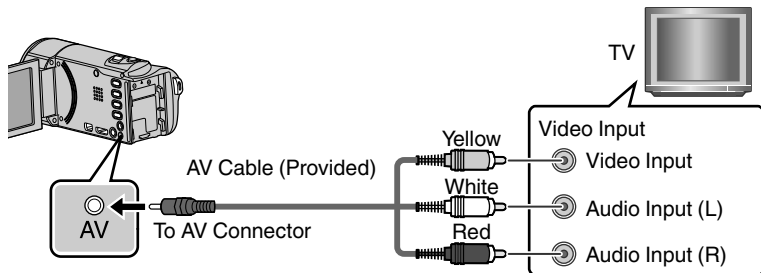 TV
Video Input
Yellow
Video Input
AV Cable (Provided)
White
Audio Input (L)
AV
To AV Connector
Red
Audio Input (R)